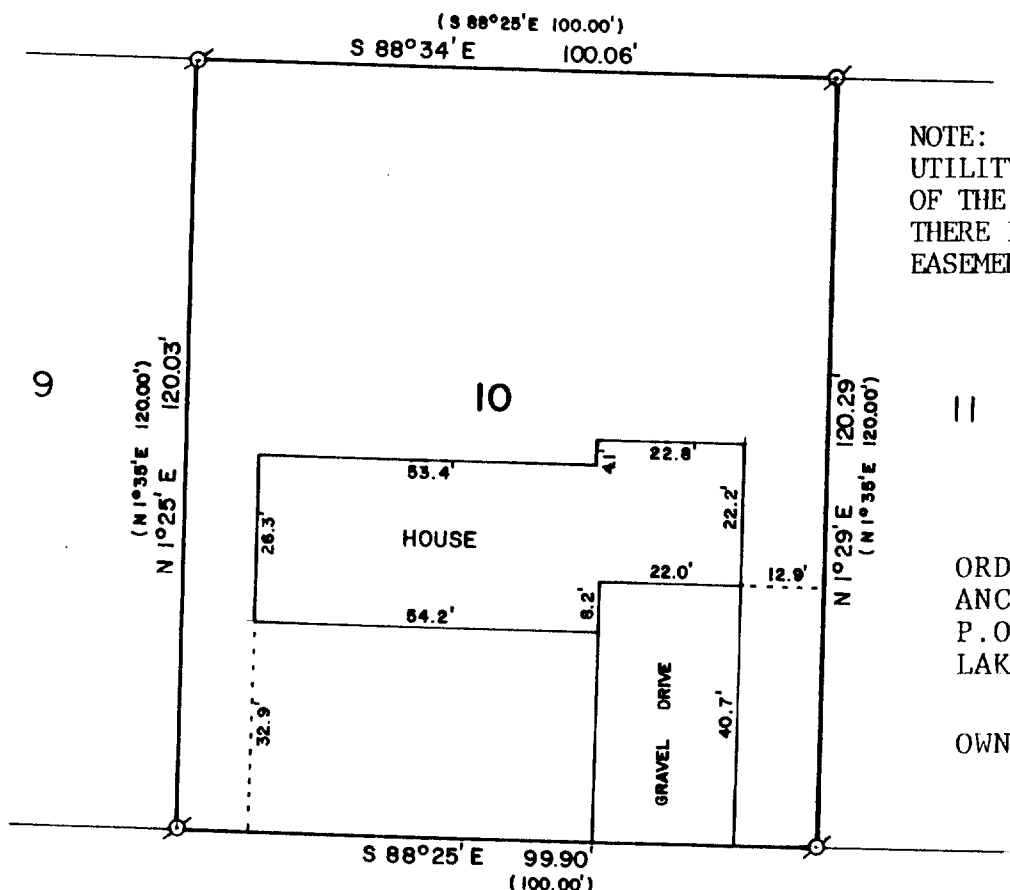 (S 88°25'E 100.00')
S 88°34'E 100.06'
NOTE:
UTILITY
OF THE
THERE
EASEME
9
(N 1°35'E 120.00')
N 1°25'E 120.03'
10
11
N 1°29'E 120.29'
(N 1°35'E 120.00')
53.4'
4.1'
22.8'
26.3'
HOUSE
22.2'
54.2'
8.2'
22.0'
12.9'
32.9'
GRAVEL DRIVE
40.7'
ORD
ANC
P.O
LAK
OWN
S 88°25'E 99.90'
(100.00')